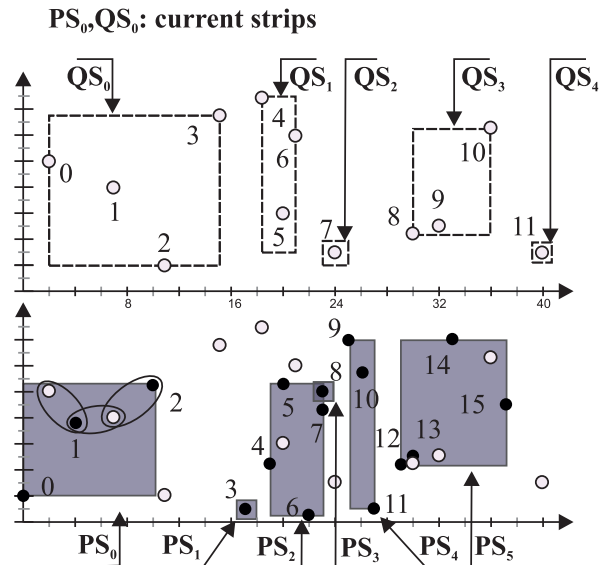 PS₀,QS₀: current strips
QS₀ QS₁ QS₂ QS₃ QS₄
3 4 10
6
0
1 9
5 7 8 11
2
8 16 24 32 40
9
14
8
2 5 10 15
1 7
12 13
4
0
3 6 11
PS₀ PS₁ PS₂ PS₃ PS₄ PS₅